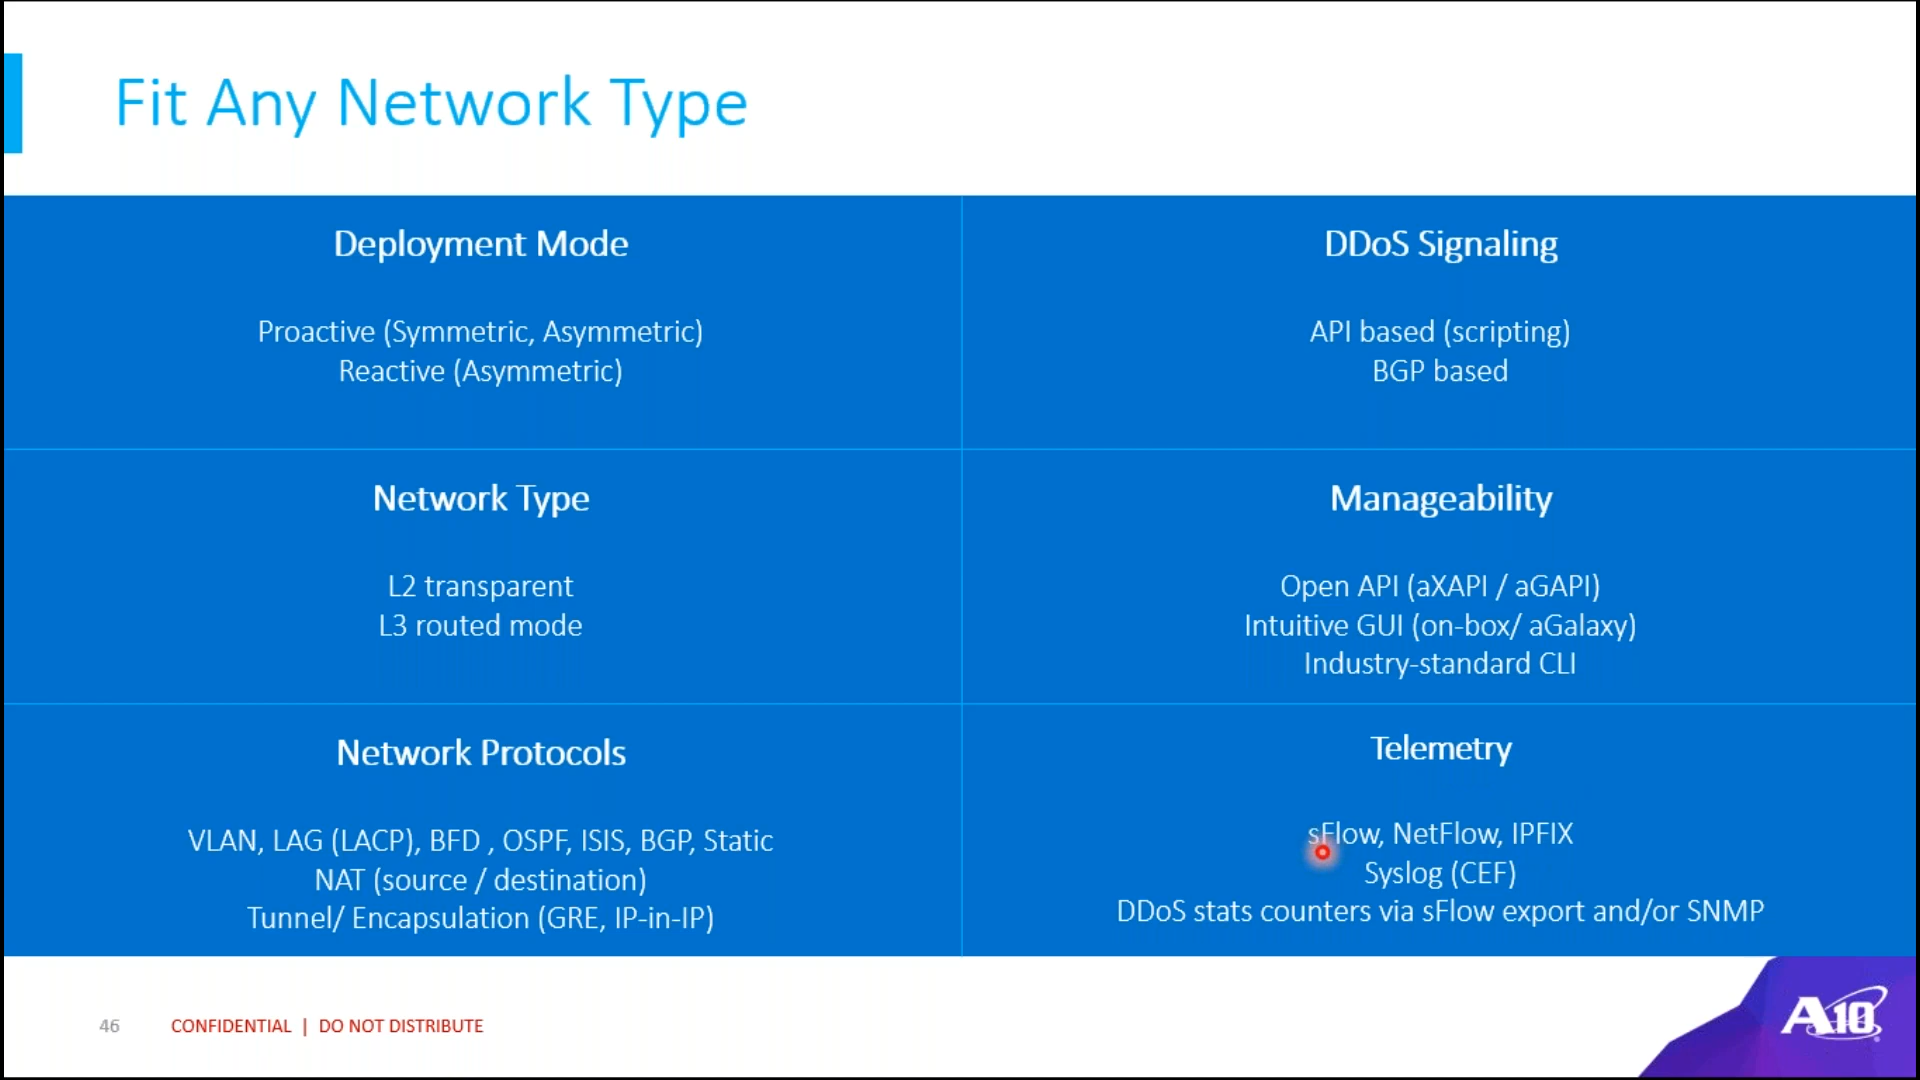 Fit Any Network Type
Deployment Mode
Proactive (Symmetric, Asymmetric)
Reactive (Asymmetric)
DDoS Signaling
API based (scripting)
BGP based
Network Type
L2 transparent
L3 routed mode
Manageability
Open API (aXAPI / aGAPI)
Intuitive GUI (on-box/ aGalaxy)
Industry-standard CLI
Network Protocols
VLAN, LAG (LACP), BFD , OSPF, ISIS, BGP, Static
NAT (source / destination)
Tunnel/ Encapsulation (GRE, IP-in-IP)
Telemetry
sFlow, NetFlow, IPFIX
Syslog (CEF)
DDoS stats counters via sFlow export and/or SNMP
46 CONFIDENTIAL | DO NOT DISTRIBUTE
A10